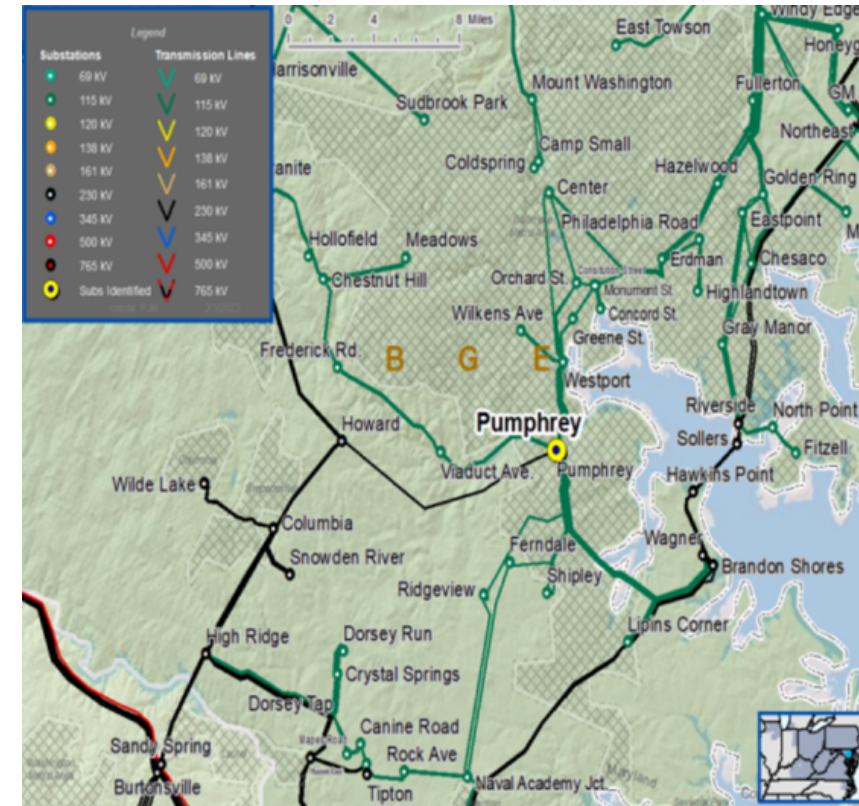 Legend
Substations Transmission Lines
69 kV 69 kV
115 kV 115 kV
120 kV 120 kV
138 kV 138 kV
161 kV 161 kV
230 kV 230 kV
345 kV 345 kV
500 kV 500 kV
765 kV
Subs Identified 765 kV
0 2 4 8 Miles
East Towson
Windy Edge
Harrisonville
Mount Washington
Fullerton
GM
Sudbrook Park
Camp Small
Northeast
Coldspring
Hazelwood
Golden Ring
Center
Philadelphia Road
Eastpoint
Hollofield
Meadows
Chestnut Hill
Orchard St.
Erdman
Chesaco
Monument St.
Highlandtown
Wilkens Ave
Concord St.
Greene St.
Gray Manor
Frederick Rd.
B G E
Westport
Riverside
North Point
Howard
Pumphrey
Sollers
Fitzell
Viaduct Ave.
Pumphrey
Hawkins Point
Wilde Lake
Columbia
Snowden River
Ferndale
Wagner
Brandon Shores
Ridgeview
Shipley
Lipins Corner
High Ridge
Dorsey Run
Crystal Springs
Dorsey Tap
Canine Road
Sandy Spring
Rock Ave
Burtonsville
Tipton
Naval Academy Jct.
Maryland